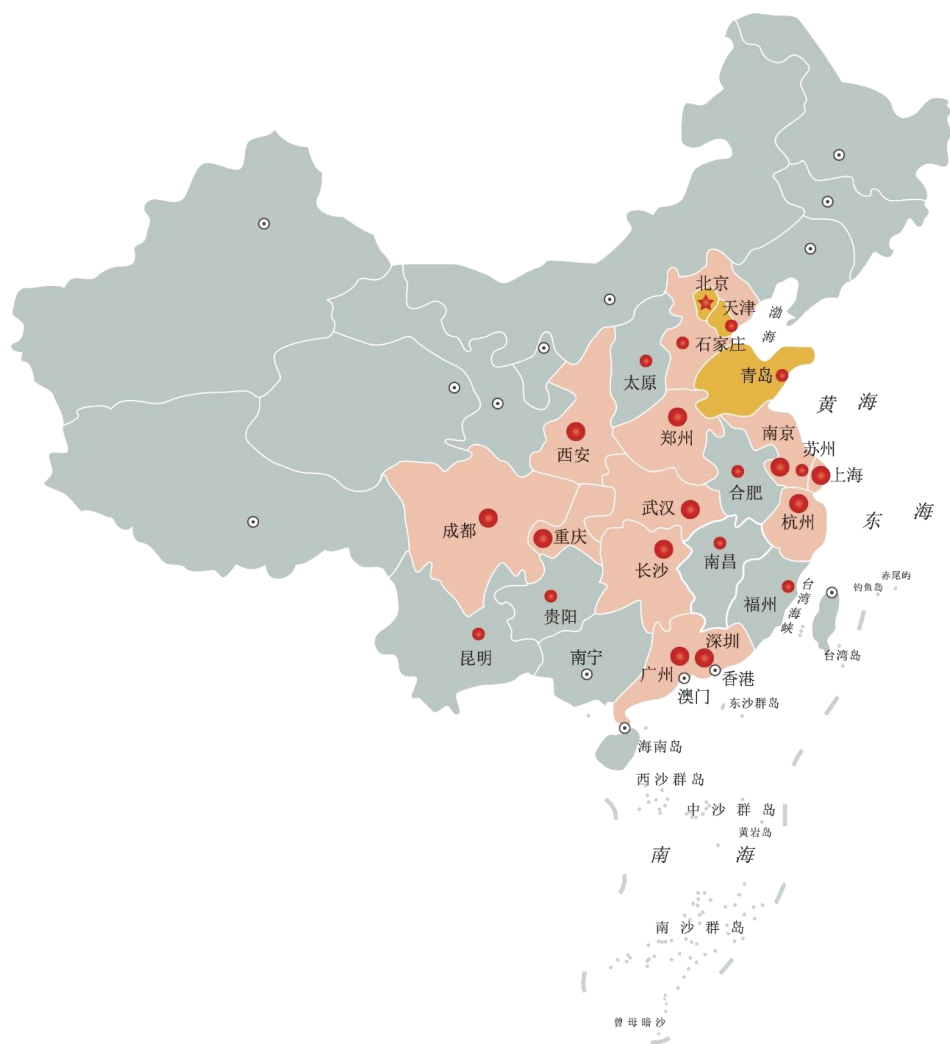 北京
天津
渤
海
石家庄
太原
青岛
黄 海
郑州
南京
苏州
西安
上海
合肥
武汉
杭州
东 海
成都
重庆
长沙
南昌
赤尾屿
钓鱼岛
台
湾
海
峡
福州
贵阳
昆明
南宁
深圳
台湾岛
广州
香港
澳门
东沙群岛
海南岛
西沙群岛
中沙群岛
黄岩岛
南 海
南沙群岛
曾母暗沙